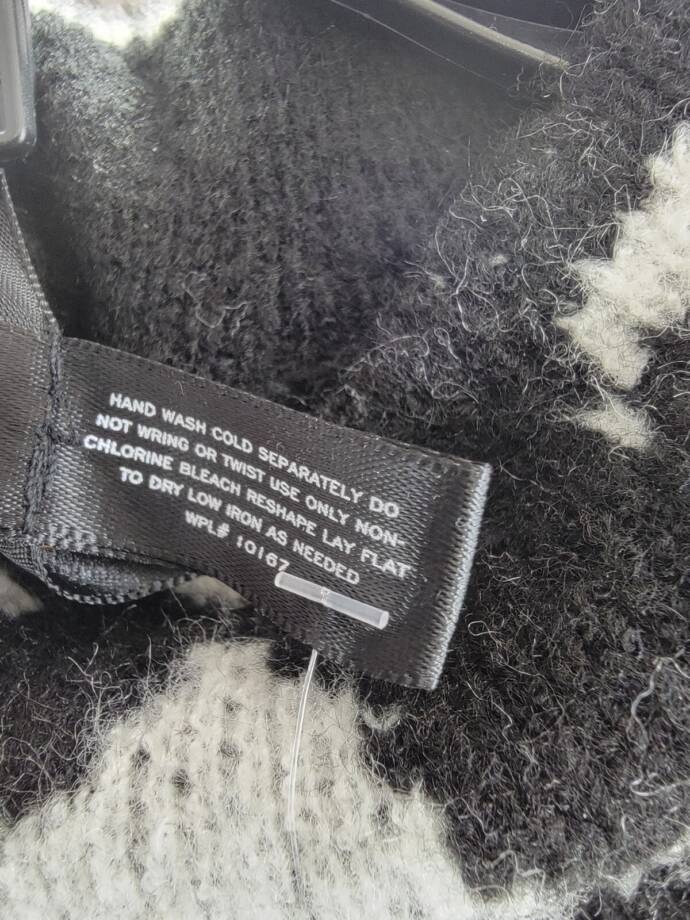 HAND WASH COLD SEPARATELY DO
NOT WRING OR TWIST USE ONLY NON-
CHLORINE BLEACH RESHAPE LAY FLAT
TO DRY LOW IRON AS NEEDED
WPL# 10167